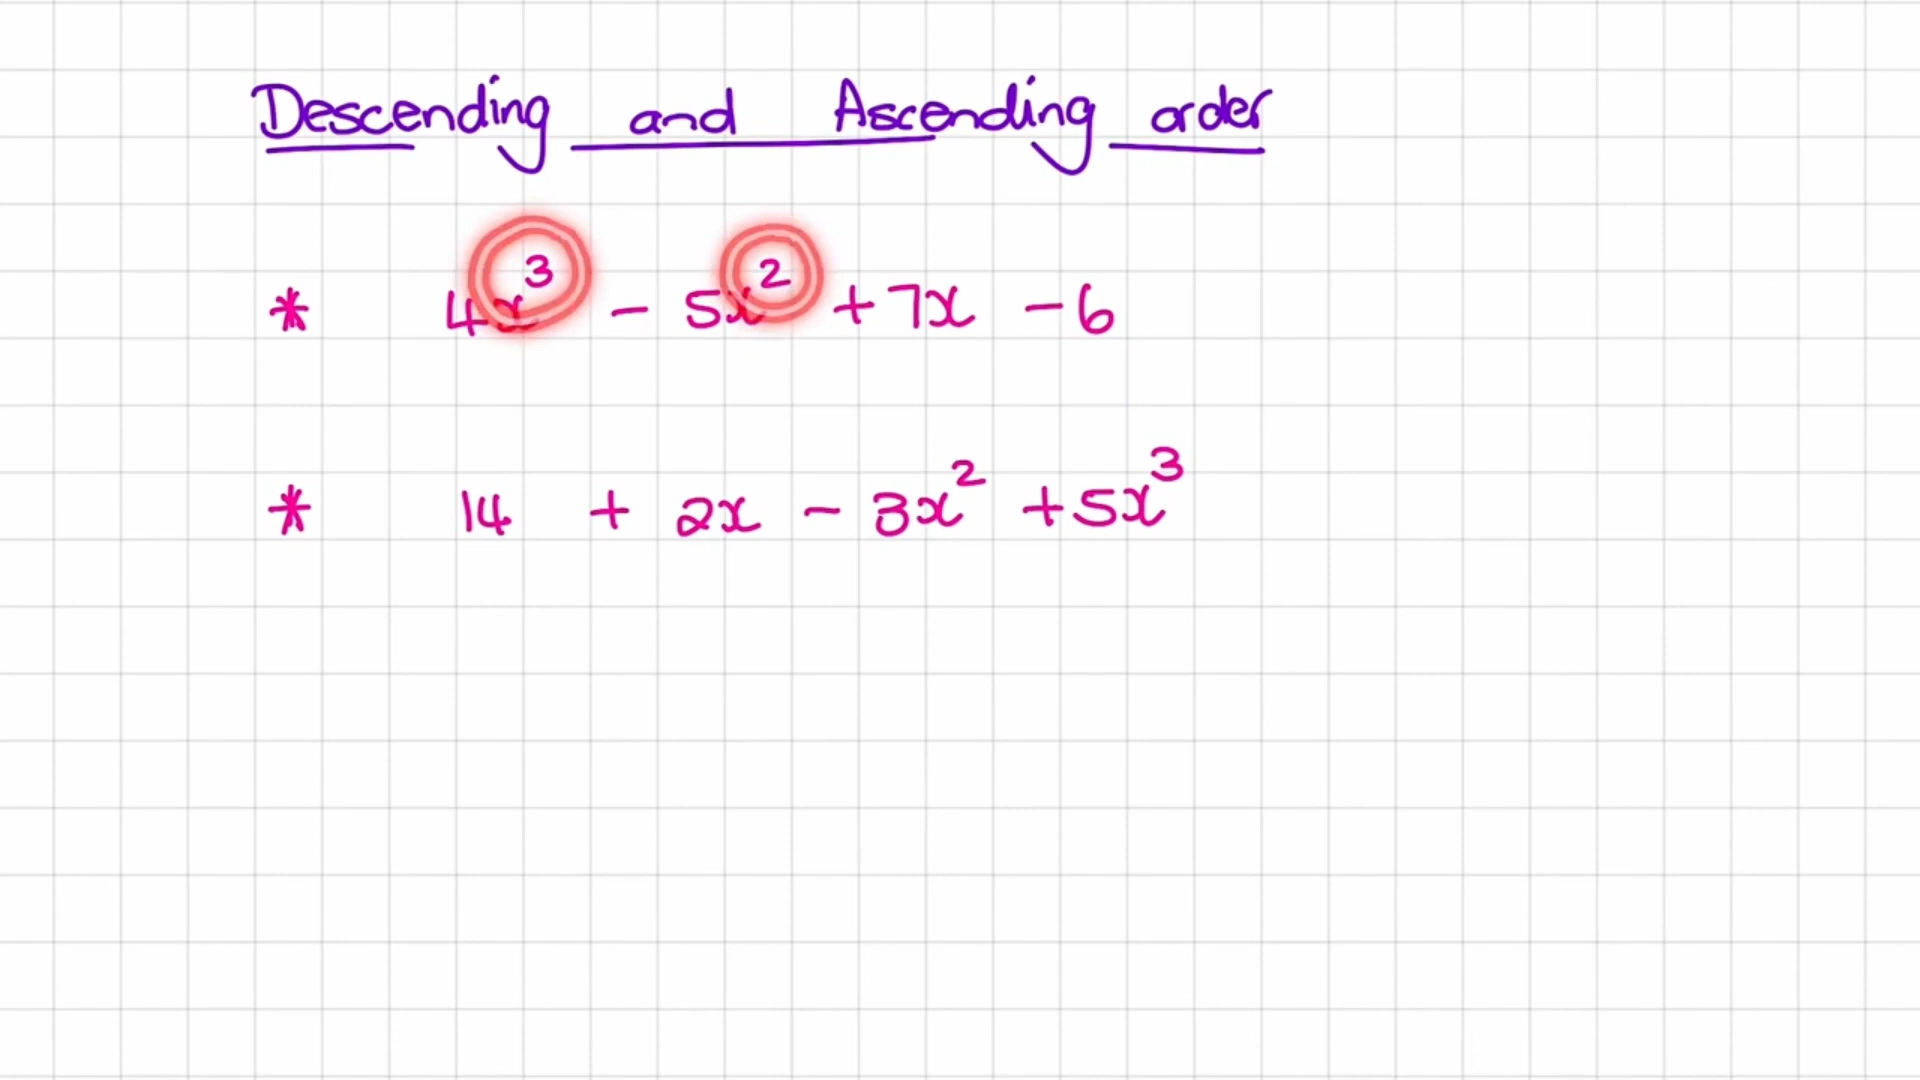 Descending and Ascending order
* 4x³ - 5x² + 7x - 6
* 14 + 2x - 3x² + 5x³